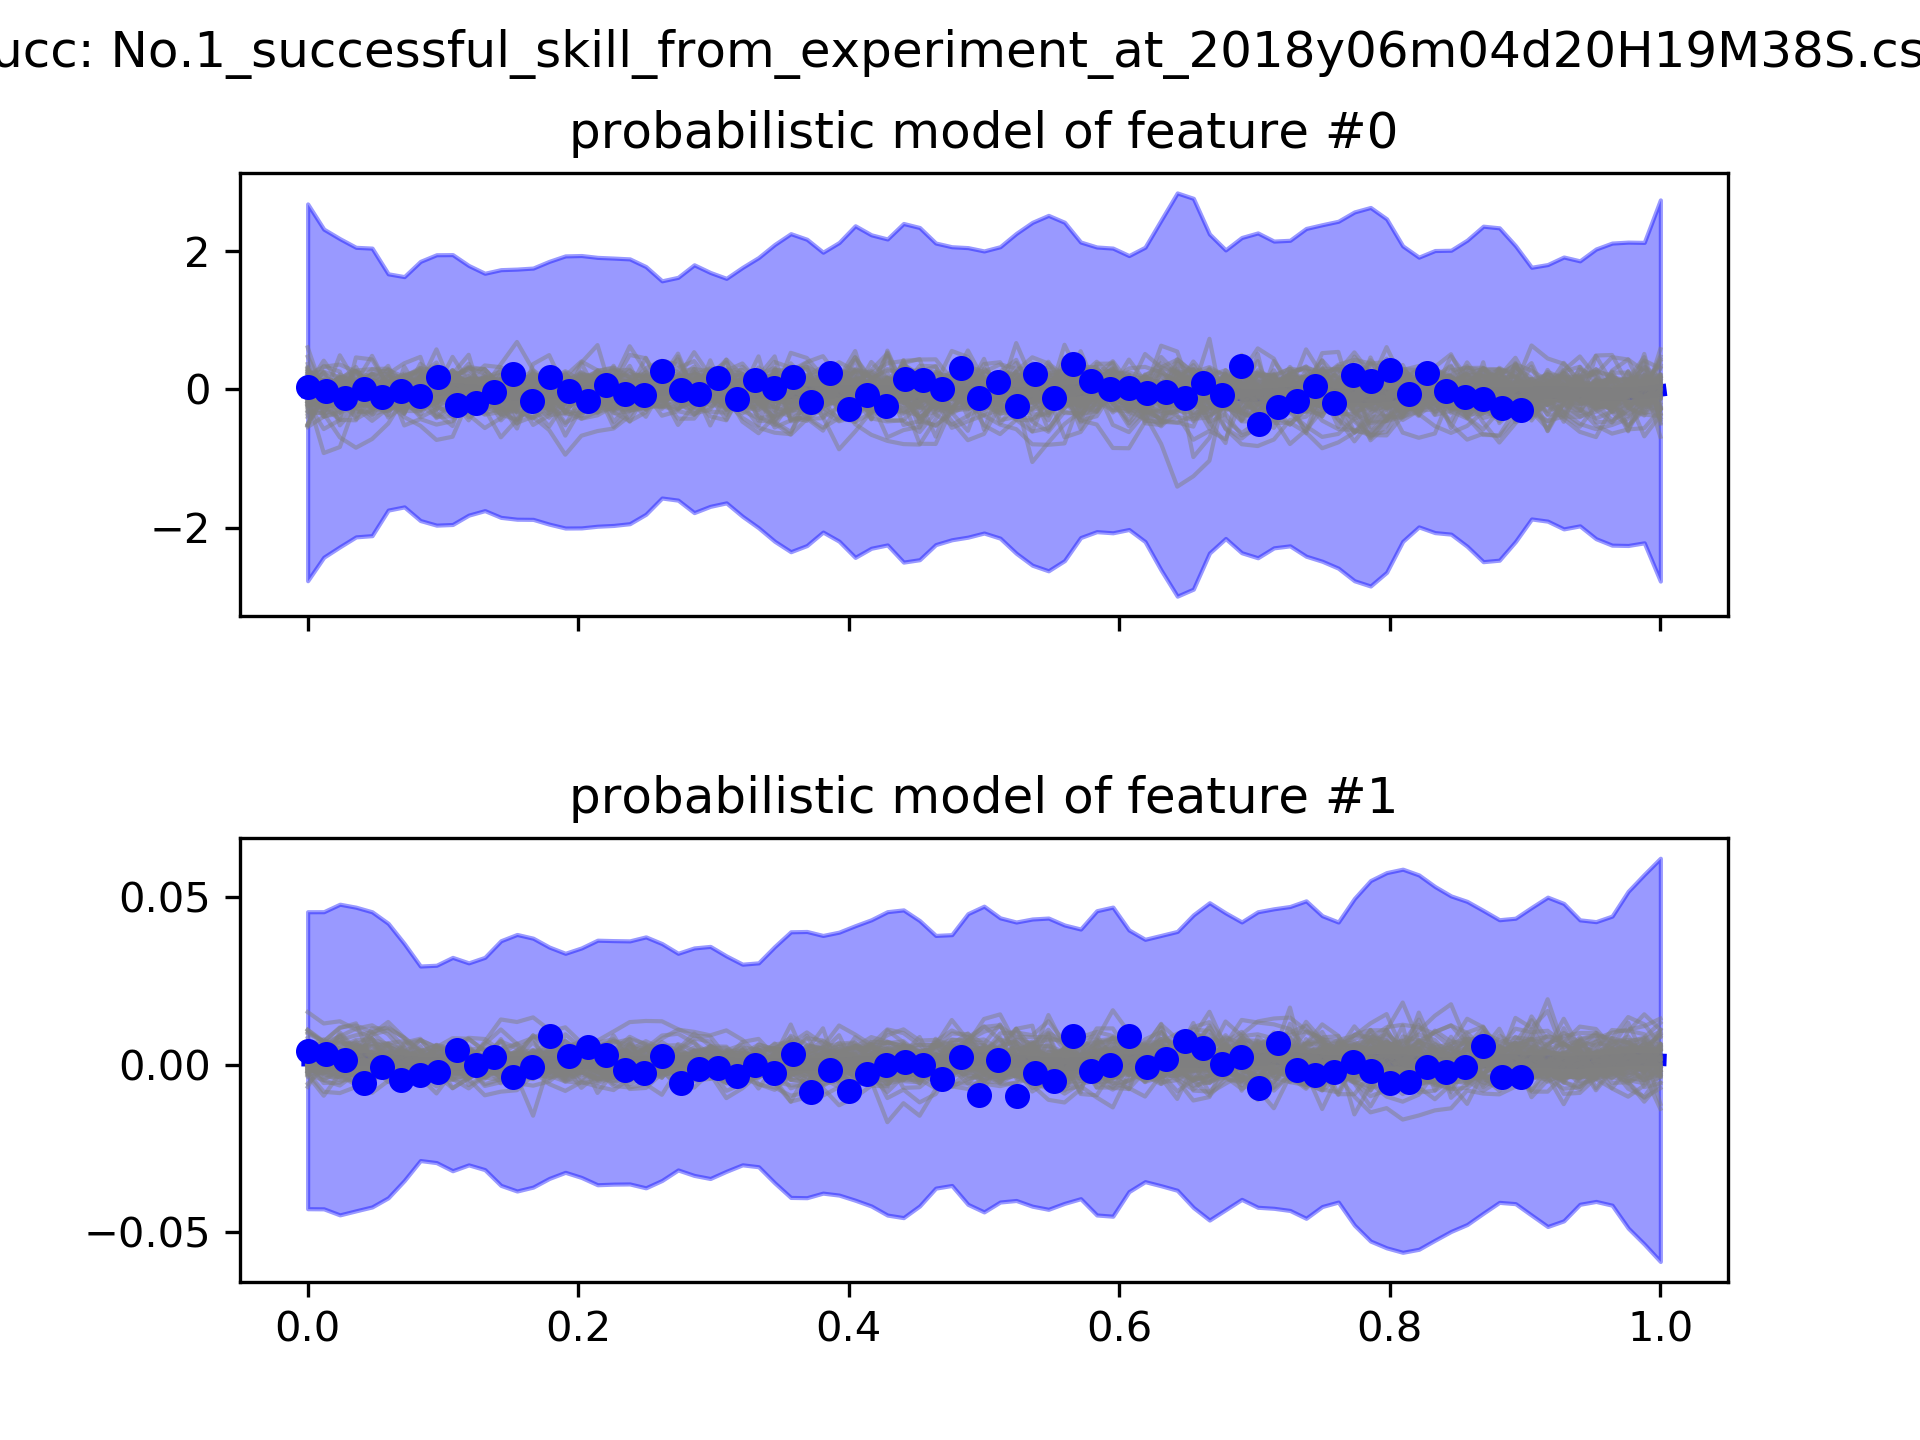 ucc: No.1_successful_skill_from_experiment_at_2018y06m04d20H19M38S.cs
probabilistic model of feature #0
2
0
−2
probabilistic model of feature #1
0.05
0.00
−0.05
0.0 0.2 0.4 0.6 0.8 1.0